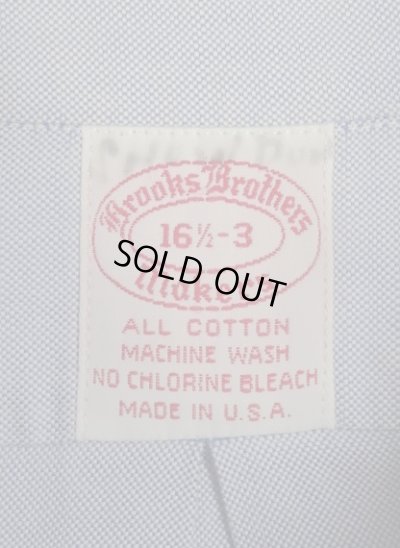 Brooks Brothers
16½-3
SOLD OUT
Makers
ALL COTTON
MACHINE WASH
NO CHLORINE BLEACH
MADE IN U.S.A.